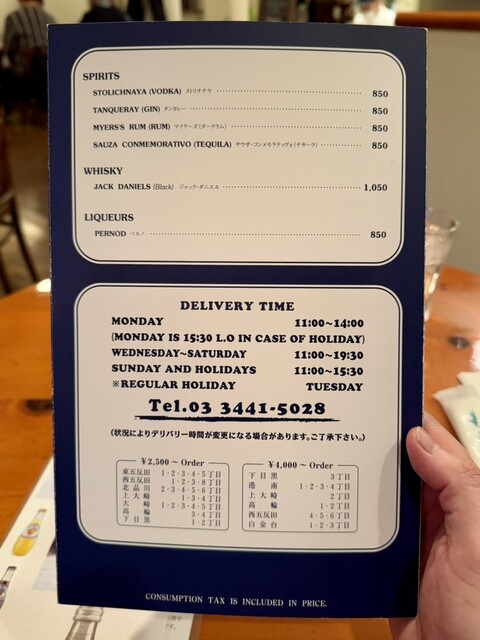 SPIRITS
STOLICHNAYA (VODKA) ストリチナヤ 850
TANQUERAY (GIN) タンカレー 850
MYERS'S RUM (RUM) マイヤーズ(ダークラム) 850
SAUZA CONMEMORATIVO (TEQUILA) サウザ・コンメモラティヴォ(テキーラ) 850
WHISKY
JACK DANIELS (Black) ジャック・ダニエル 1,050
LIQUEURS
PERNOD ペルノ 850
DELIVERY TIME
MONDAY 11:00~14:00
(MONDAY IS 15:30 L.O IN CASE OF HOLIDAY)
WEDNESDAY~SATURDAY 11:00~19:30
SUNDAY AND HOLIDAYS 11:00~15:30
※REGULAR HOLIDAY TUESDAY
Tel.03 3441-5028
(状況によりデリバリー時間が変更になる場合があります。ご了承下さい。)
¥2,500 ~ Order
東五反田 1・2・3・4・5丁目
西五反田 1・2・3・8丁目
北品川 2・3・4・5・6丁目
上大崎 1・3・4丁目
大崎 1・2・3・4・5丁目
高輪 3・4丁目
下目黒 1・2丁目
¥4,000 ~ Order
下目黒 3丁目
港南 1・2・3・4丁目
上大崎 2丁目
高輪 1・2丁目
西五反田 4・5・6丁目
白金台 1・2・3丁目
CONSUMPTION TAX IS INCLUDED IN PRICE.